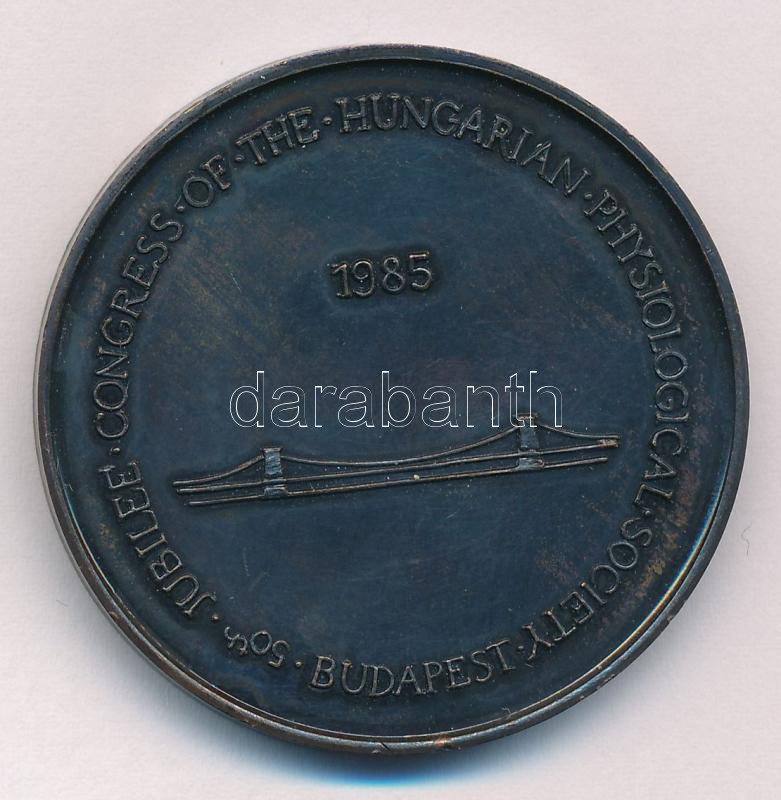 50th · JUBILEE · CONGRESS · OF · THE · HUNGARIAN · PHYSIOLOGICAL · SOCIETY · BUDAPEST ·
1985
darabanth